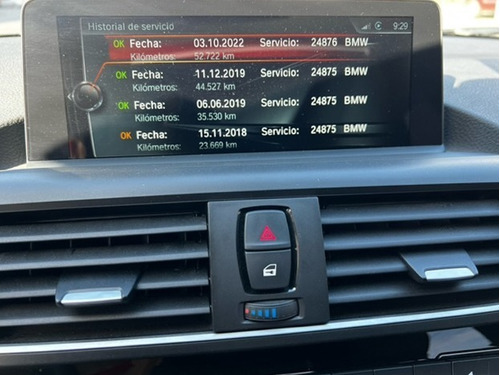 Historial de servicio
9:29
OK Fecha: 03.10.2022 Servicio: 24876 BMW
Kilómetros: 52.722 km
OK Fecha: 11.12.2019 Servicio: 24875 BMW
Kilómetros: 44.527 km
OK Fecha: 06.06.2019 Servicio: 24875 BMW
Kilómetros: 35.530 km
OK Fecha: 15.11.2018 Servicio: 24875 BMW
Kilómetros: 23.669 km